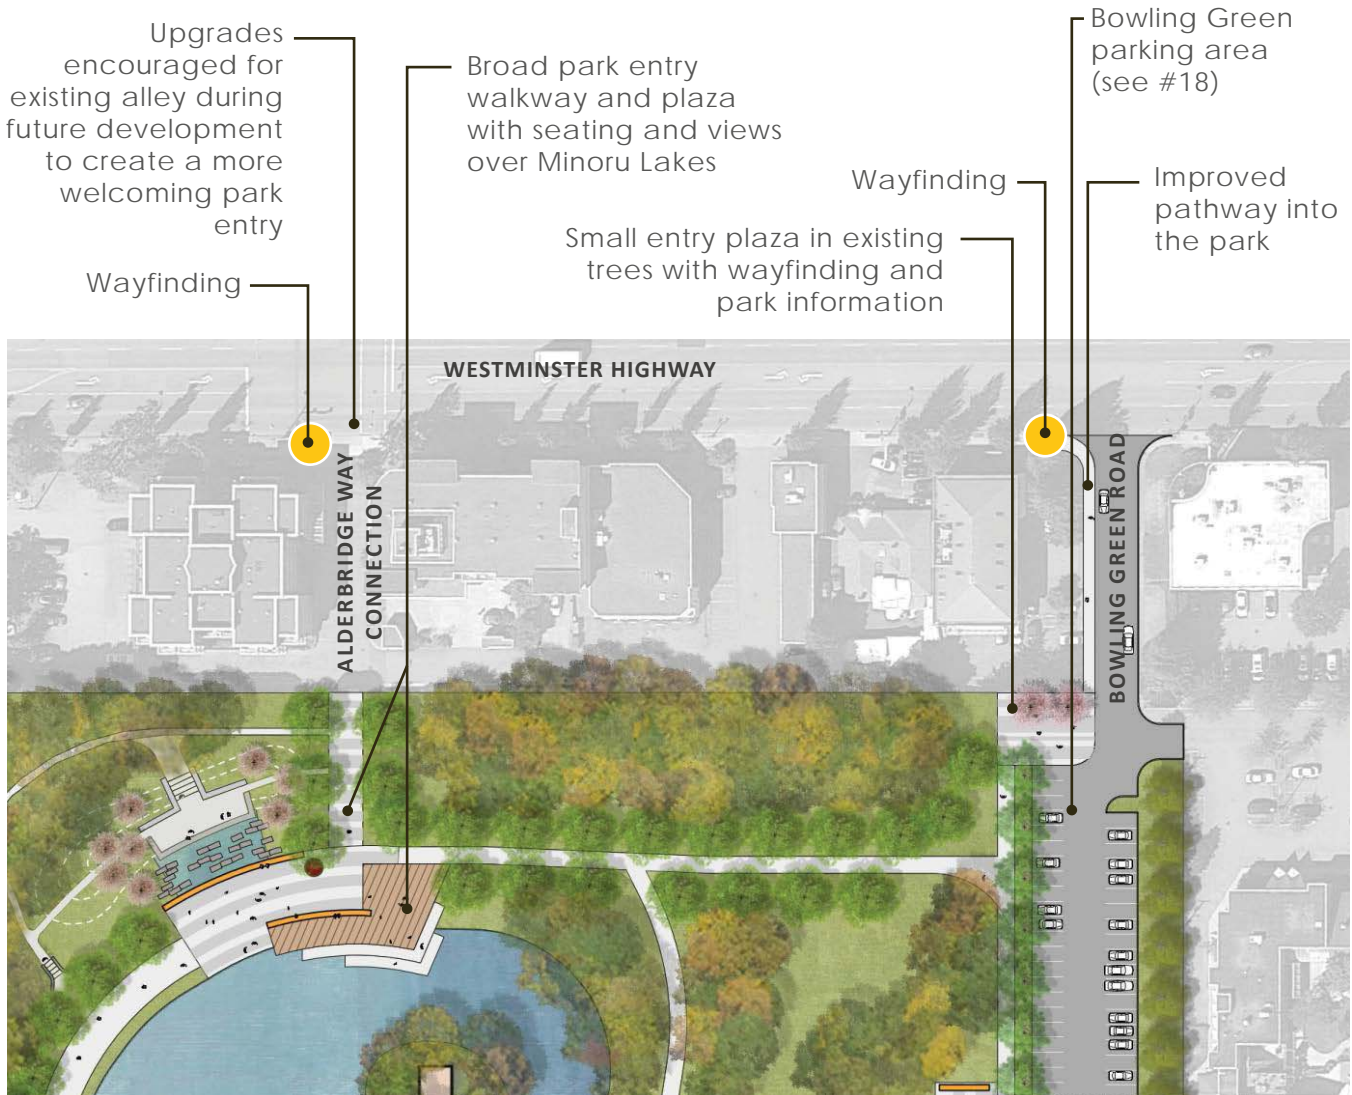 Upgrades
encouraged for
existing alley during
future development
to create a more
welcoming park
entry
Wayfinding
Broad park entry
walkway and plaza
with seating and views
over Minoru Lakes
Small entry plaza in existing
trees with wayfinding and
park information
Wayfinding
Bowling Green
parking area
(see #18)
Improved
pathway into
the park
WESTMINSTER HIGHWAY
ALDERBRIDGE WAY
CONNECTION
BOWLING GREEN ROAD